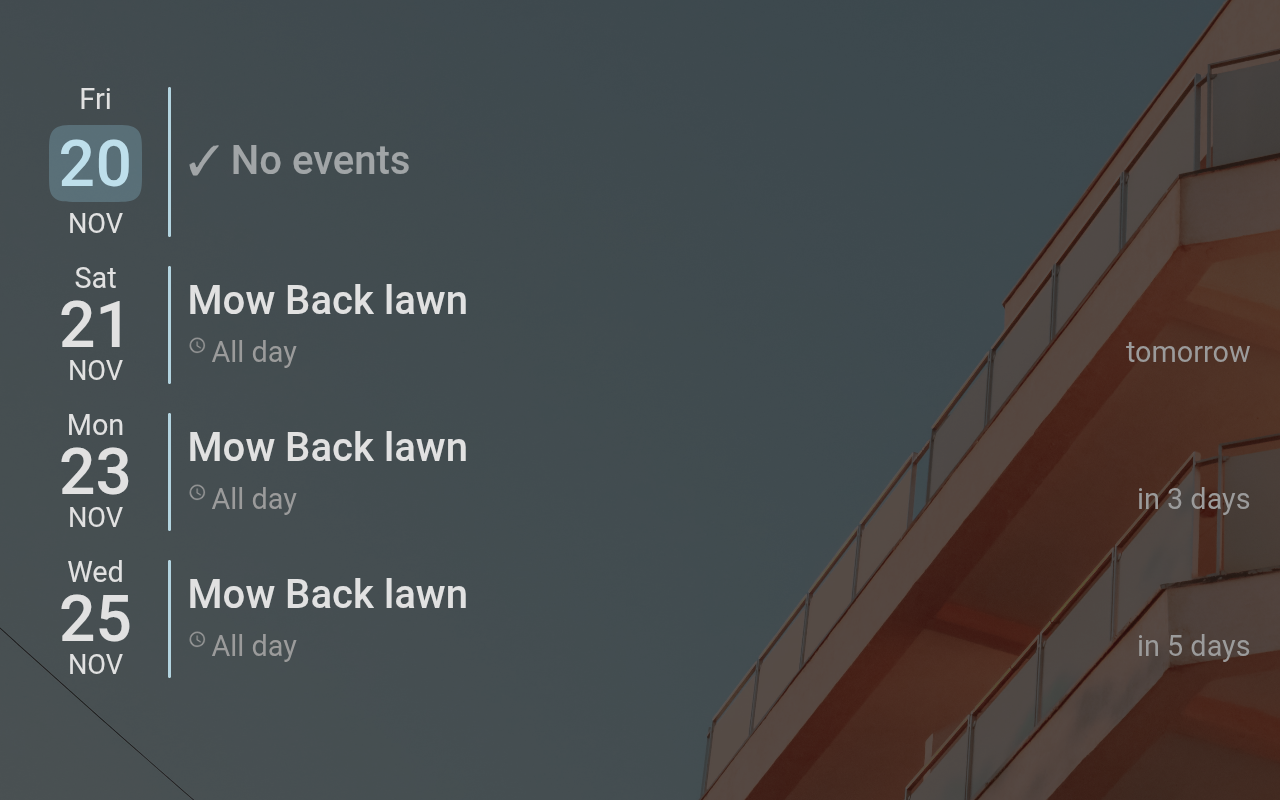 Fri
20
NOV
✓ No events
Sat
21
NOV
Mow Back lawn
All day
tomorrow
Mon
23
NOV
Mow Back lawn
All day
in 3 days
Wed
25
NOV
Mow Back lawn
All day
in 5 days